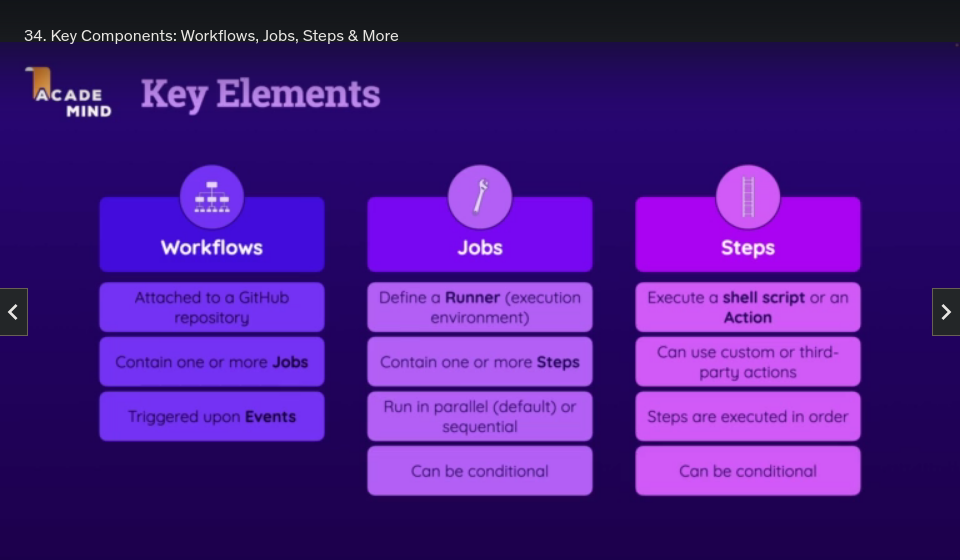 34. Key Components: Workflows, Jobs, Steps & More
ACADE
MIND
Key Elements
Workflows
Attached to a GitHub
repository
Contain one or more Jobs
Triggered upon Events
Jobs
Define a Runner (execution
environment)
Contain one or more Steps
Run in parallel (default) or
sequential
Can be conditional
Steps
Execute a shell script or an
Action
Can use custom or third-
party actions
Steps are executed in order
Can be conditional